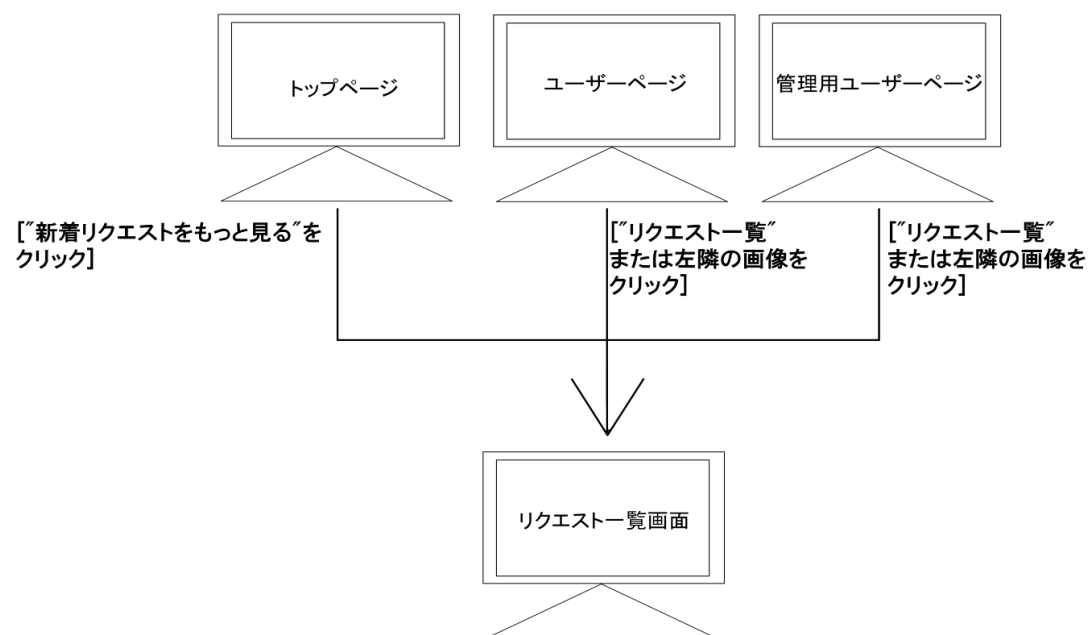 トップページ
ユーザーページ
管理用ユーザーページ
["新着リクエストをもっと見る"を
クリック]
["リクエスト一覧"
または左隣の画像を
クリック]
["リクエスト一覧"
または左隣の画像を
クリック]
リクエスト一覧画面